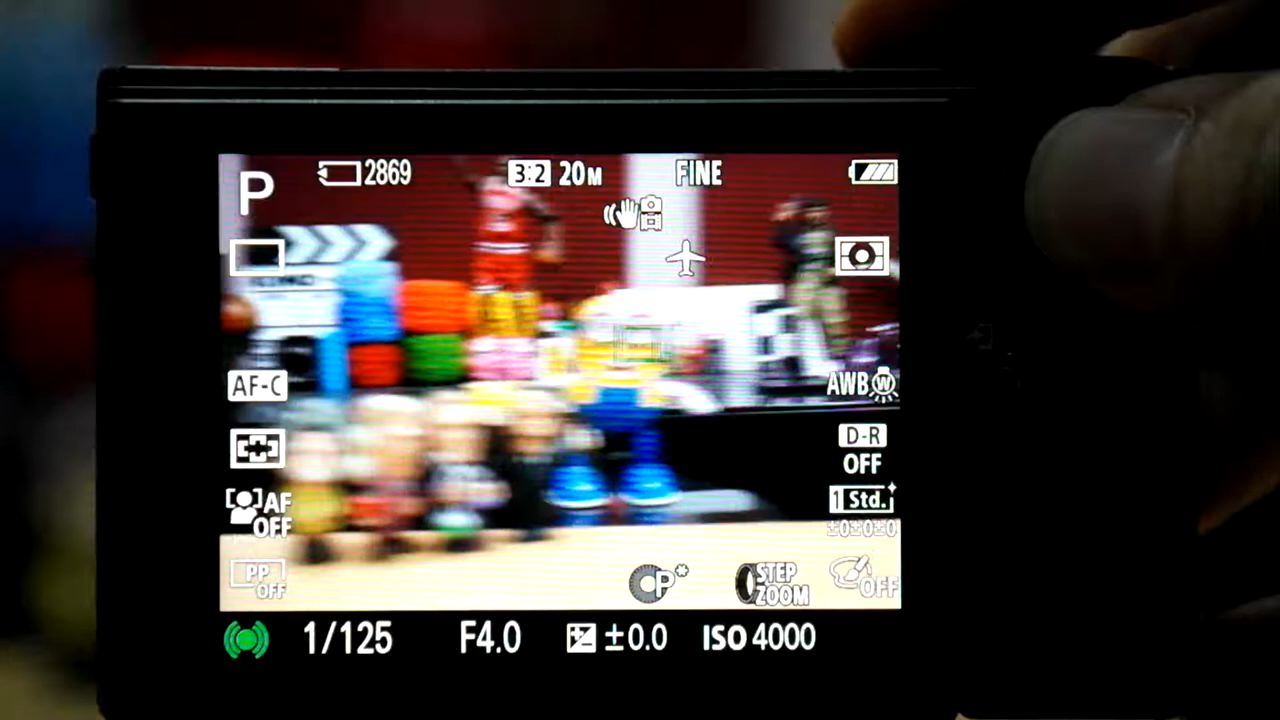 P 2869 3:2 20M FINE
AF-C
AWB W
D-R
OFF
AF
OFF
1 Std.
±0±0±0
PP
OFF
P*
STEP
ZOOM
OFF
1/125 F4.0 ±0.0 ISO 4000